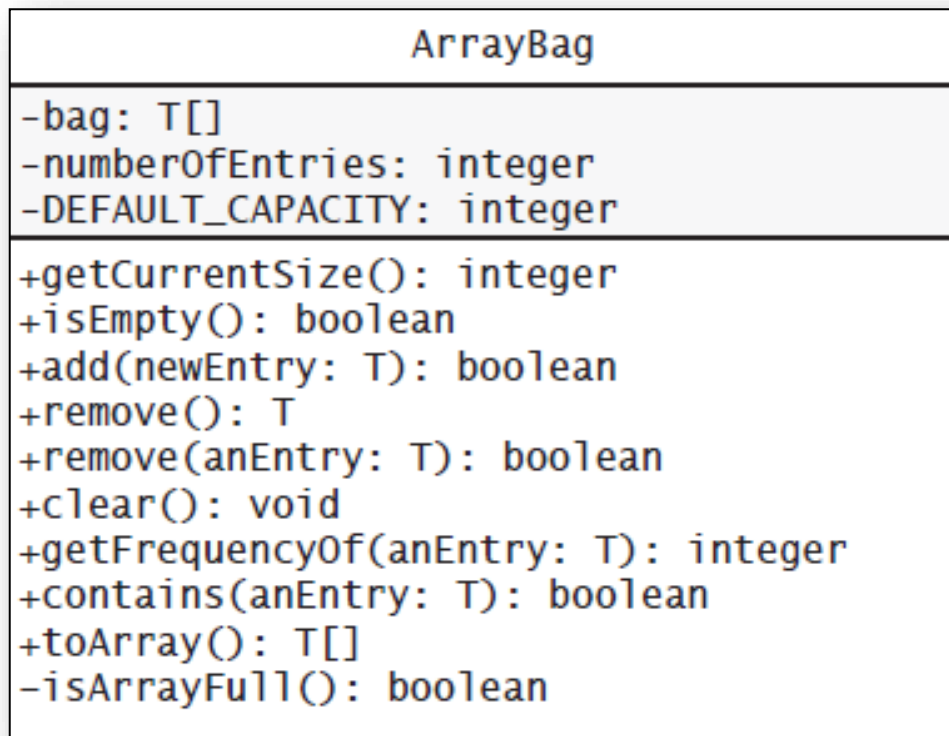 ArrayBag
-bag: T[]
-numberOfEntries: integer
-DEFAULT_CAPACITY: integer
+getCurrentSize(): integer
+isEmpty(): boolean
+add(newEntry: T): boolean
+remove(): T
+remove(anEntry: T): boolean
+clear(): void
+getFrequencyOf(anEntry: T): integer
+contains(anEntry: T): boolean
+toArray(): T[]
-isArrayFull(): boolean